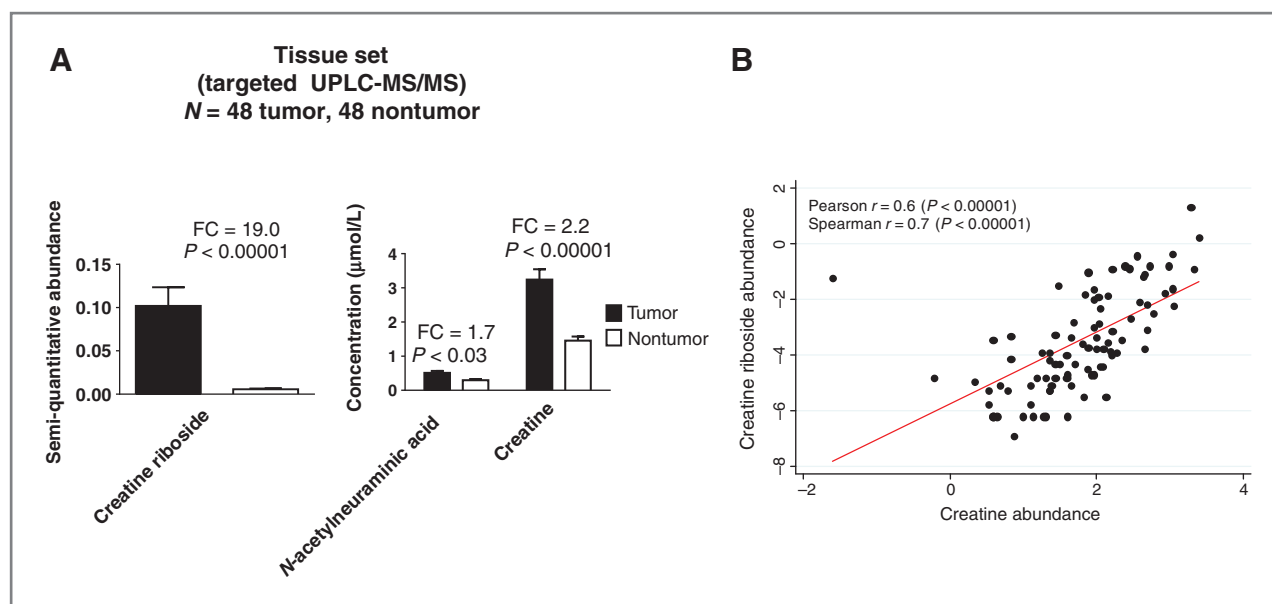 A
Tissue set
(targeted UPLC-MS/MS)
N = 48 tumor, 48 nontumor
Semi-quantitative abundance
0.15
0.10
0.05
0.00
FC = 19.0
P < 0.00001
Creatine riboside
Concentration (μmol/L)
4
3
2
1
0
FC = 1.7
P < 0.03
FC = 2.2
P < 0.00001
Tumor
Nontumor
N-acetylneuraminic acid
Creatine
B
Creatine riboside abundance
2
0
−2
−4
−6
−8
Pearson r = 0.6 (P < 0.00001)
Spearman r = 0.7 (P < 0.00001)
−2
0
2
4
Creatine abundance